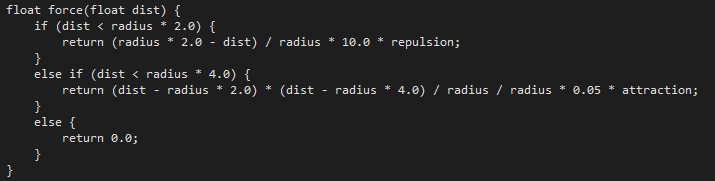 float force(float dist) {
    if (dist < radius * 2.0) {
        return (radius * 2.0 - dist) / radius * 10.0 * repulsion;
    }
    else if (dist < radius * 4.0) {
        return (dist - radius * 2.0) * (dist - radius * 4.0) / radius / radius * 0.05 * attraction;
    }
    else {
        return 0.0;
    }
}